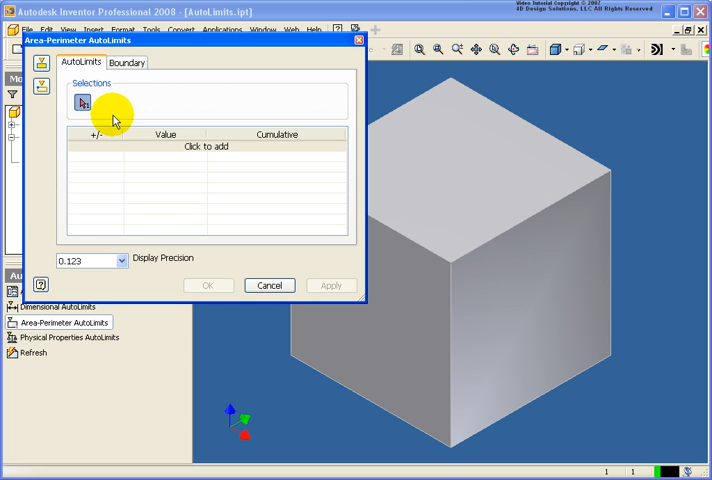 Autodesk Inventor Professional 2008 - [AutoLimits.ipt]
Video Tutorial Copyright © 2007
4D Design Solutions, LLC All Rights Reserved
File Edit View Insert Format Tools Convert Applications Window Web Help
Area-Perimeter AutoLimits
AutoLimits Boundary
Selections
+/- Value Cumulative
Click to add
0.123 Display Precision
OK Cancel Apply
Dimensional AutoLimits
Area-Perimeter AutoLimits
Physical Properties AutoLimits
Refresh
1 1